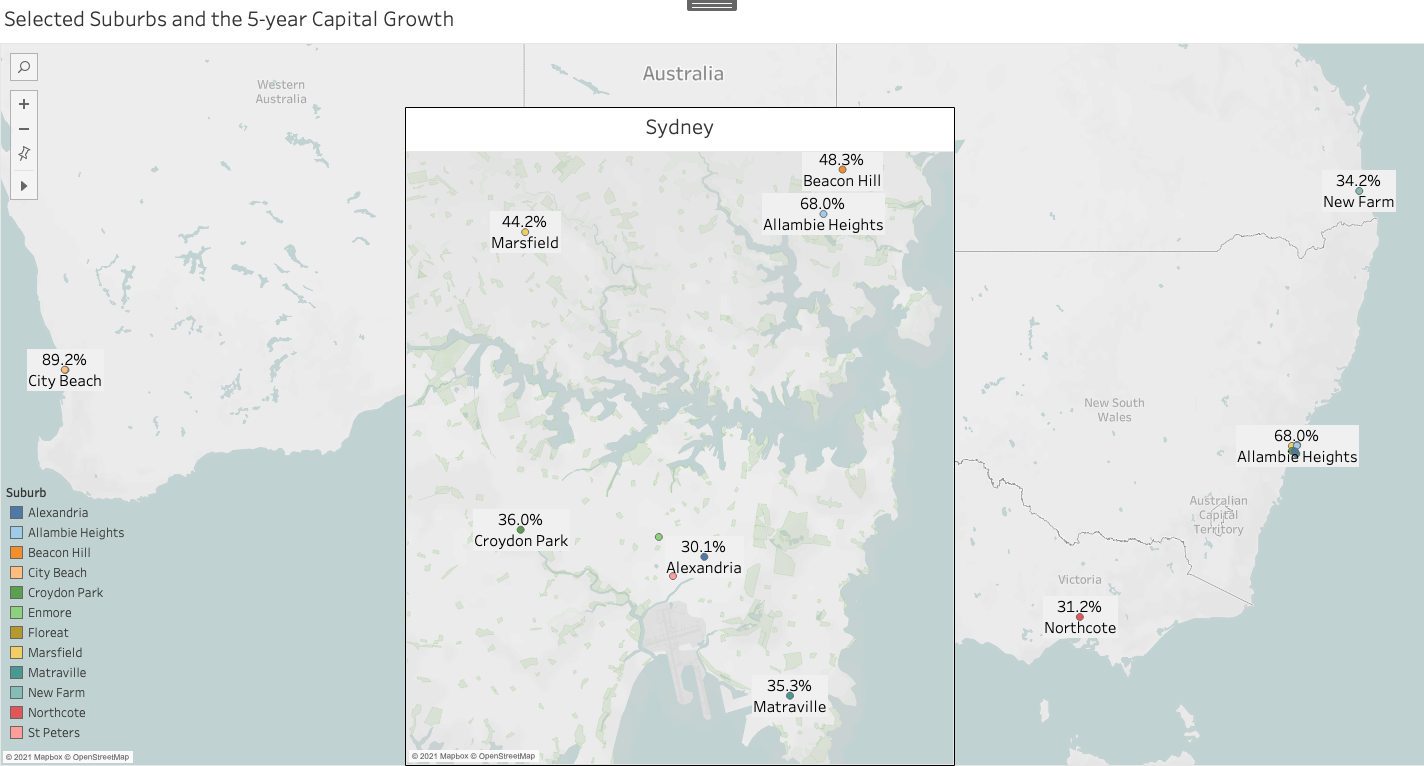 Selected Suburbs and the 5-year Capital Growth
Western
Australia
Australia
Sydney
48.3%
Beacon Hill
68.0%
Allambie Heights
44.2%
Marsfield
36.0%
Croydon Park
30.1%
Alexandria
35.3%
Matraville
© 2021 Mapbox © OpenStreetMap
34.2%
New Farm
89.2%
City Beach
New South
Wales
68.0%
Allambie Heights
Australian
Capital
Territory
Victoria
31.2%
Northcote
Suburb
Alexandria
Allambie Heights
Beacon Hill
City Beach
Croydon Park
Enmore
Floreat
Marsfield
Matraville
New Farm
Northcote
St Peters
© 2021 Mapbox © OpenStreetMap